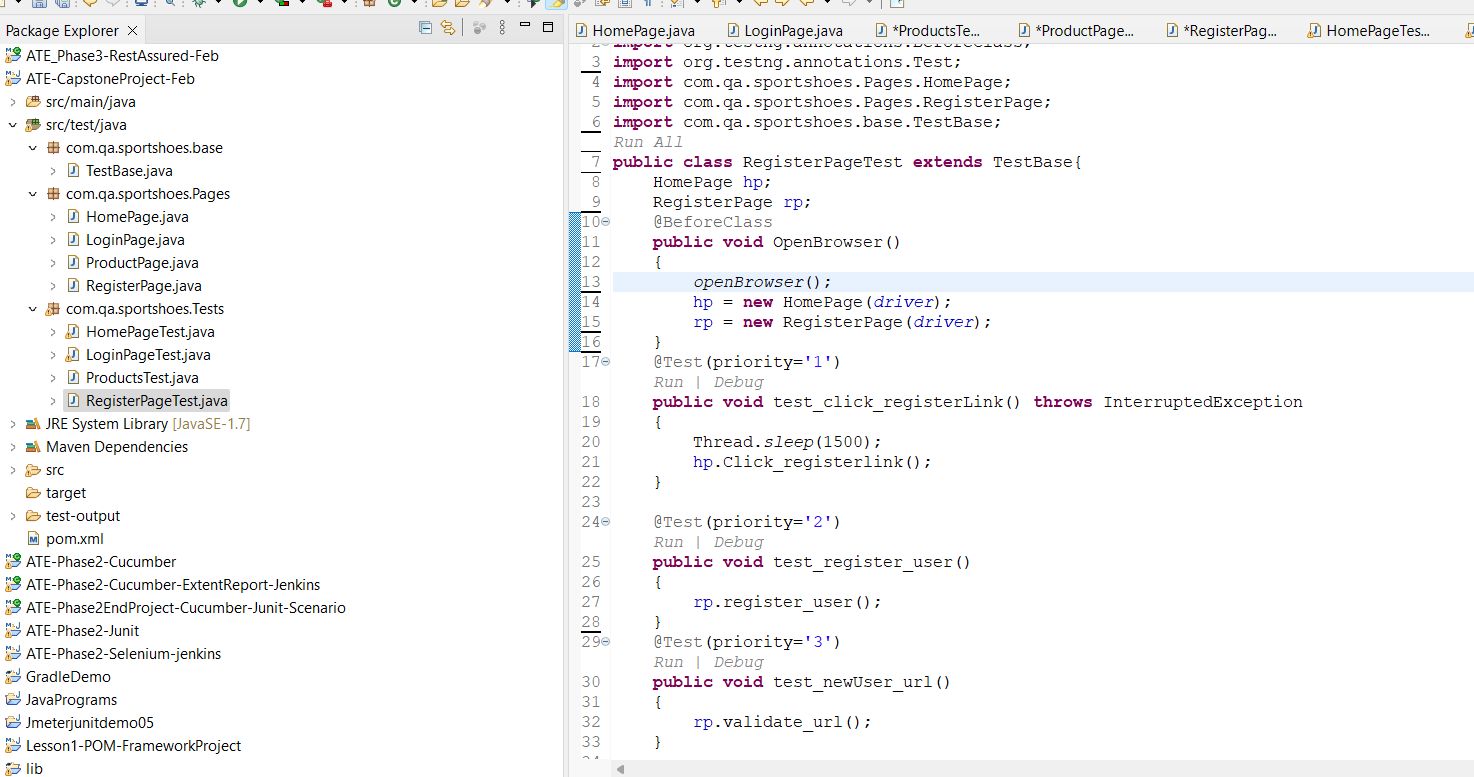 Package Explorer
ATE_Phase3-RestAssured-Feb
ATE-CapstoneProject-Feb
src/main/java
src/test/java
com.qa.sportshoes.base
TestBase.java
com.qa.sportshoes.Pages
HomePage.java
LoginPage.java
ProductPage.java
RegisterPage.java
com.qa.sportshoes.Tests
HomePageTest.java
LoginPageTest.java
ProductsTest.java
RegisterPageTest.java
JRE System Library [JavaSE-1.7]
Maven Dependencies
src
target
test-output
pom.xml
ATE-Phase2-Cucumber
ATE-Phase2-Cucumber-ExtentReport-Jenkins
ATE-Phase2EndProject-Cucumber-Junit-Scenario
ATE-Phase2-Junit
ATE-Phase2-Selenium-jenkins
GradleDemo
JavaPrograms
Jmeterjunitdemo05
Lesson1-POM-FrameworkProject
lib
HomePage.java LoginPage.java *ProductsTe... *ProductPage... *RegisterPag... HomePageTes...
2 import org.testng.annotations.BeforeClass;
3 import org.testng.annotations.Test;
4 import com.qa.sportshoes.Pages.HomePage;
5 import com.qa.sportshoes.Pages.RegisterPage;
6 import com.qa.sportshoes.base.TestBase;
Run All
7 public class RegisterPageTest extends TestBase{
8 HomePage hp;
9 RegisterPage rp;
10 @BeforeClass
11 public void OpenBrowser()
12 {
13 openBrowser();
14 hp = new HomePage(driver);
15 rp = new RegisterPage(driver);
16 }
17 @Test(priority='1')
Run | Debug
18 public void test_click_registerLink() throws InterruptedException
19 {
20 Thread.sleep(1500);
21 hp.Click_registerlink();
22 }
23
24 @Test(priority='2')
Run | Debug
25 public void test_register_user()
26 {
27 rp.register_user();
28 }
29 @Test(priority='3')
Run | Debug
30 public void test_newUser_url()
31 {
32 rp.validate_url();
33 }